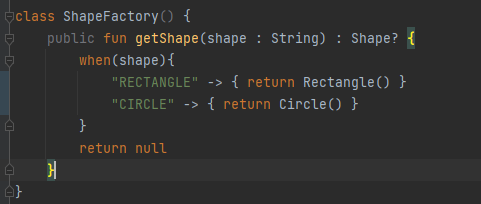 class ShapeFactory() {
    public fun getShape(shape : String) : Shape? {
        when(shape){
            "RECTANGLE" -> { return Rectangle() }
            "CIRCLE" -> { return Circle() }
        }
        return null
    }
}